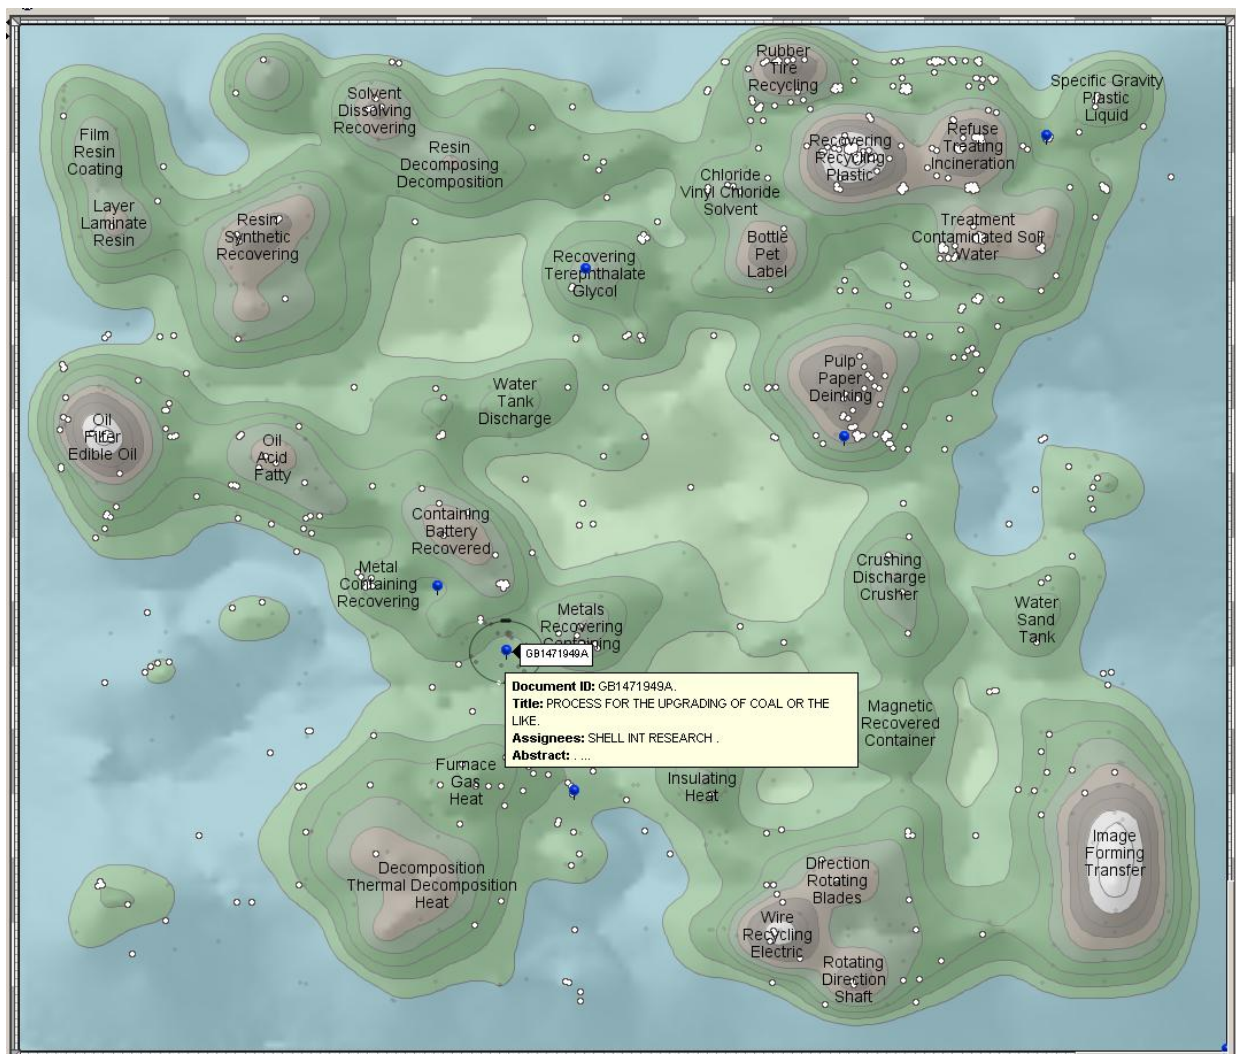 Rubber
Tire
Recycling
Specific Gravity
Plastic
Liquid
Solvent
Dissolving
Recovering
Film
Resin
Coating
Resin
Decomposing
Decomposition
Recovering
Recycling
Plastic
Refuse
Treating
Incineration
Chloride
Vinyl Chloride
Solvent
Layer
Laminate
Resin
Resin
Synthetic
Recovering
Treatment
Contaminated Soil
Water
Bottle
Pet
Label
Recovering
Terephthalate
Glycol
Pulp
Paper
Deinking
Water
Tank
Discharge
Oil
Filter
Edible Oil
Oil
Acid
Fatty
Containing
Battery
Recovered
Metal
Containing
Recovering
Crushing
Discharge
Crusher
Metals
Recovering
Containing
Water
Sand
Tank
GB1471949A
Document ID: GB1471949A.
Title: PROCESS FOR THE UPGRADING OF COAL OR THE
LIKE.
Assignees: SHELL INT RESEARCH .
Abstract: . ...
Magnetic
Recovered
Container
Furnace
Gas
Heat
Insulating
Heat
Image
Forming
Transfer
Decomposition
Thermal Decomposition
Heat
Direction
Rotating
Blades
Wire
Recycling
Electric
Rotating
Direction
Shaft